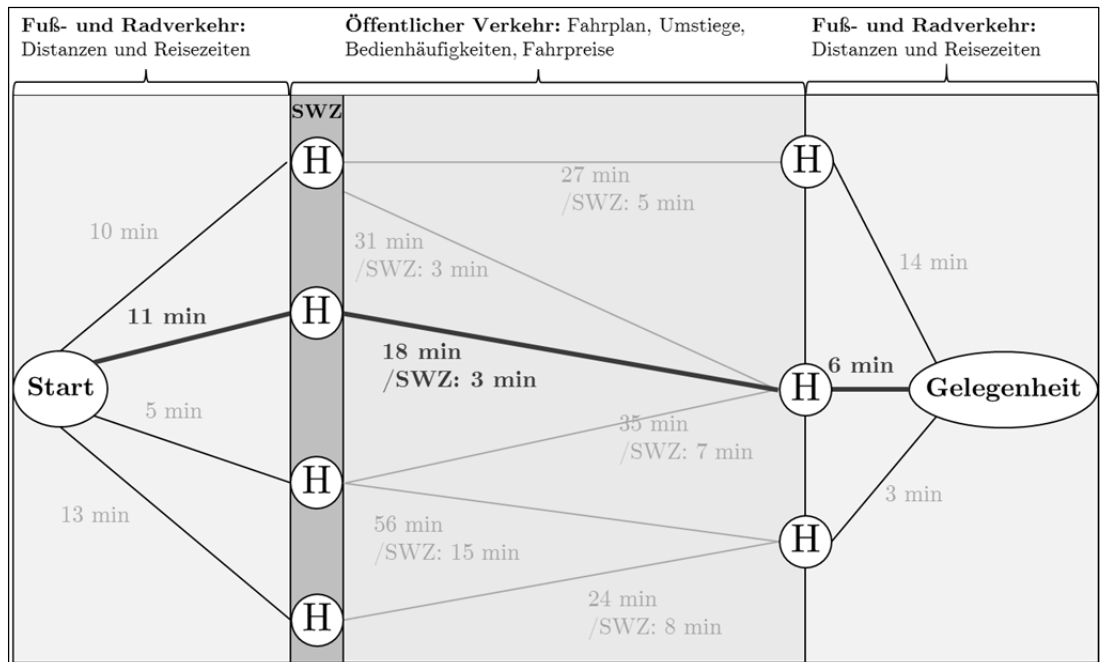 Fuß- und Radverkehr:
Distanzen und Reisezeiten
Öffentlicher Verkehr: Fahrplan, Umstiege,
Bedienhäufigkeiten, Fahrpreise
Fuß- und Radverkehr:
Distanzen und Reisezeiten
SWZ
H
H
27 min
/SWZ: 5 min
10 min
31 min
/SWZ: 3 min
14 min
11 min
H
18 min
/SWZ: 3 min
6 min
Start
H
Gelegenheit
5 min
35 min
/SWZ: 7 min
H
3 min
13 min
56 min
/SWZ: 15 min
H
24 min
/SWZ: 8 min
H